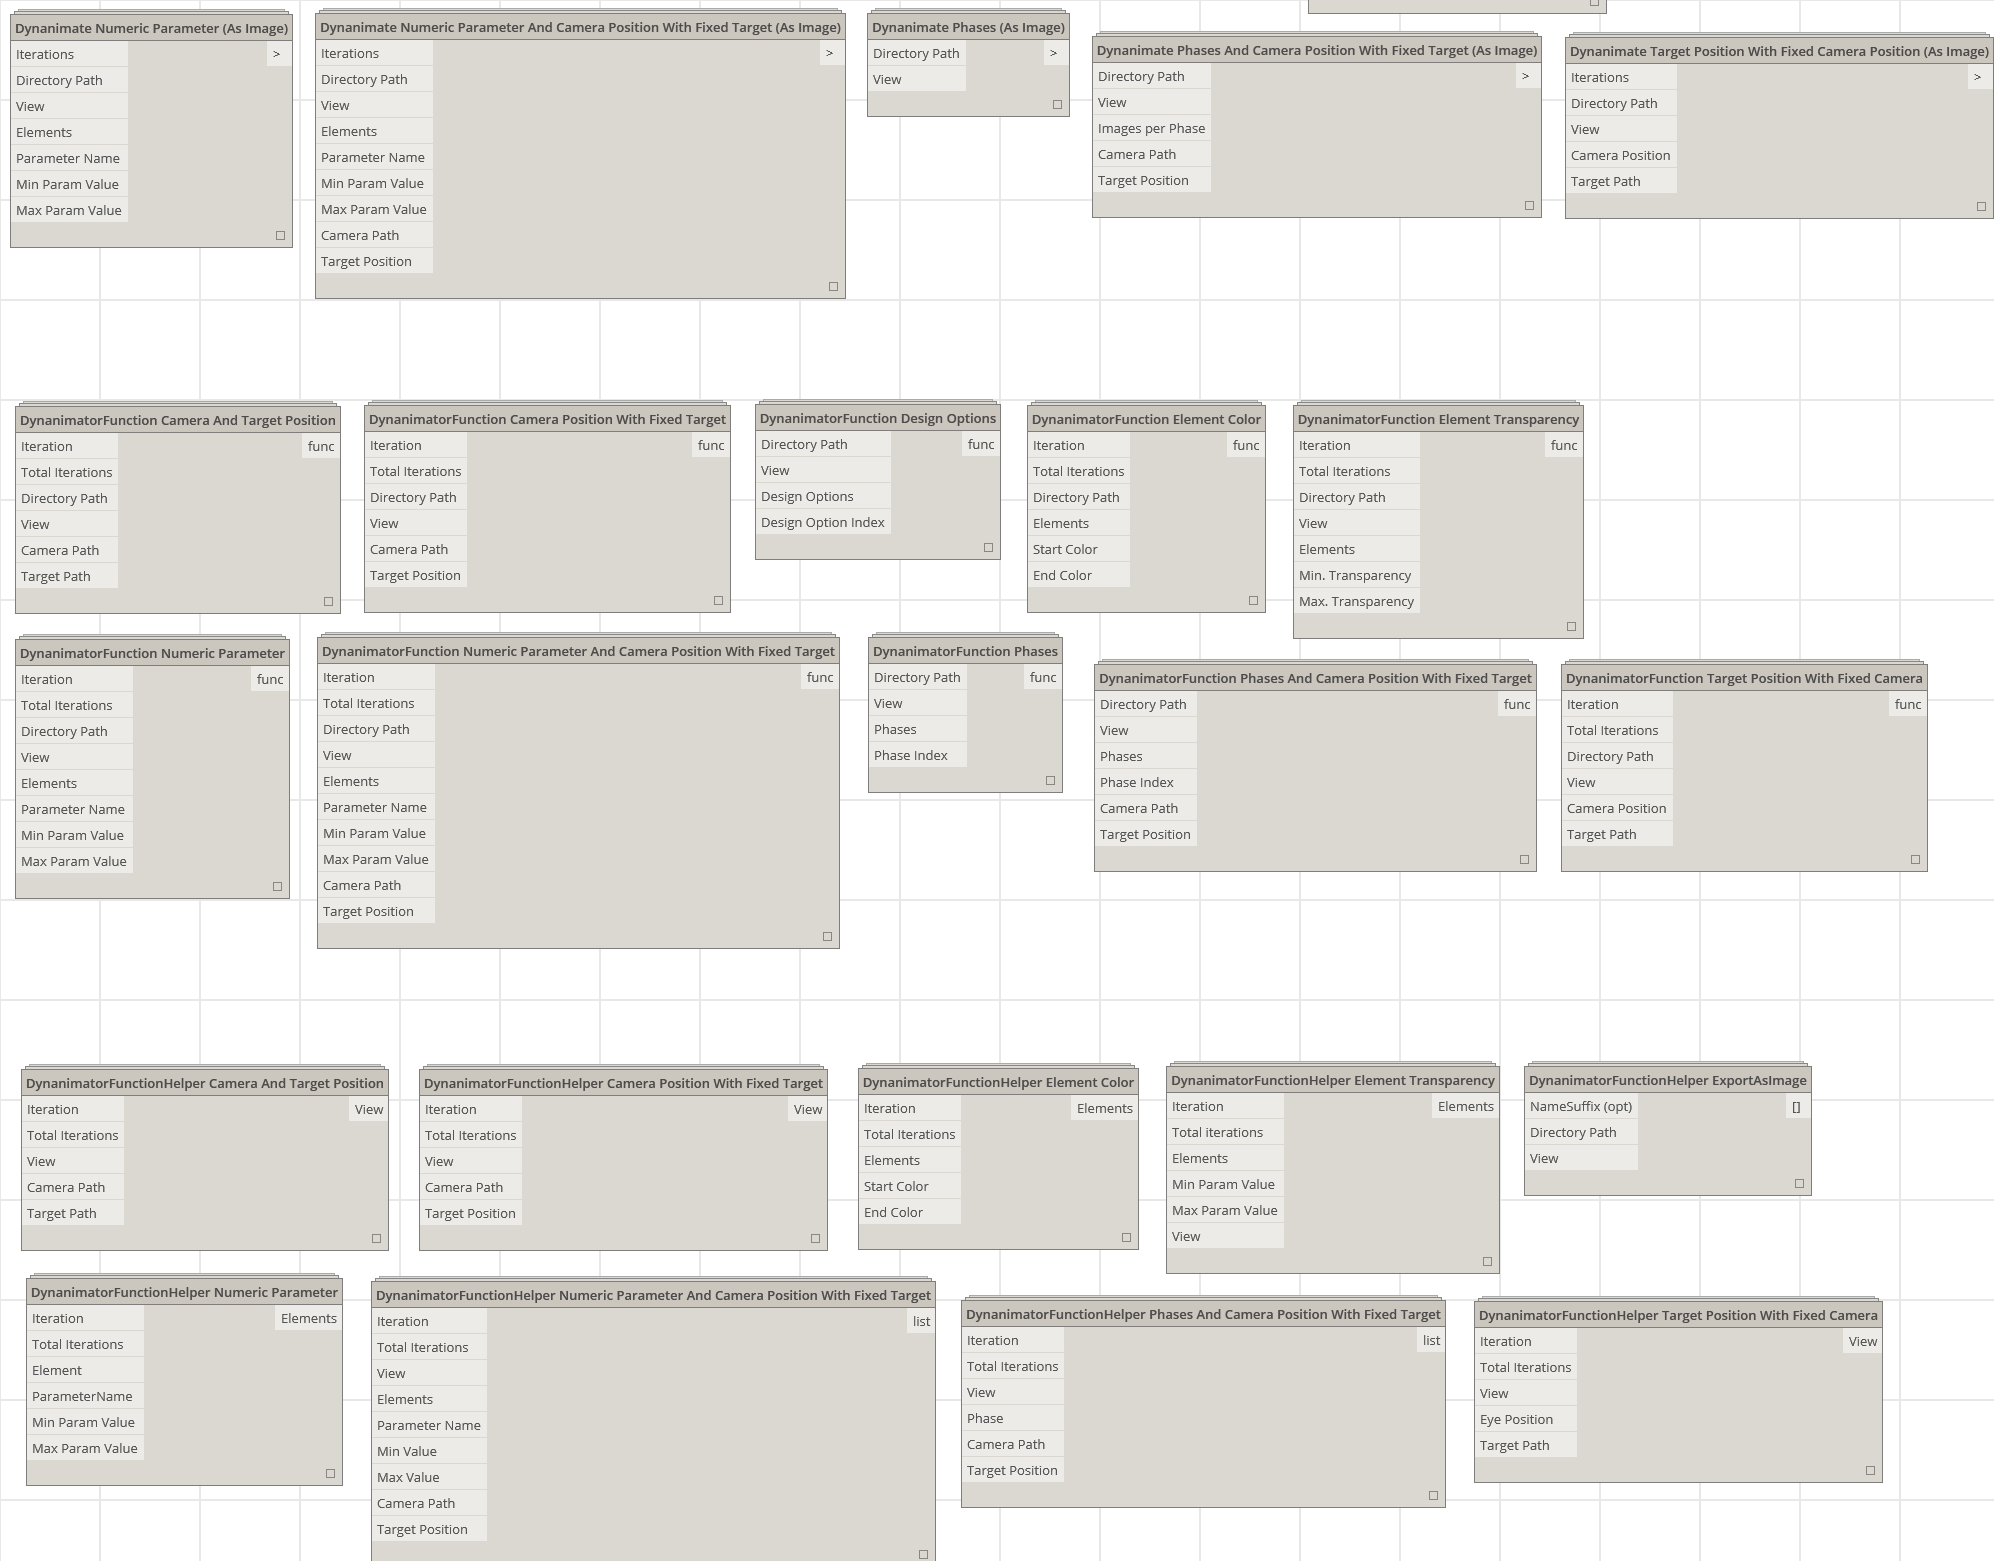 Dynanimate Numeric Parameter (As Image)
Iterations
>
Directory Path
View
Elements
Parameter Name
Min Param Value
Max Param Value
Dynanimate Numeric Parameter And Camera Position With Fixed Target (As Image)
Iterations
>
Directory Path
View
Elements
Parameter Name
Min Param Value
Max Param Value
Camera Path
Target Position
Dynanimate Phases (As Image)
Directory Path
>
View
Dynanimate Phases And Camera Position With Fixed Target (As Image)
Directory Path
>
View
Images per Phase
Camera Path
Target Position
Dynanimate Target Position With Fixed Camera Position (As Image)
Iterations
>
Directory Path
View
Camera Position
Target Path
DynanimatorFunction Camera And Target Position
Iteration
func
Total Iterations
Directory Path
View
Camera Path
Target Path
DynanimatorFunction Camera Position With Fixed Target
Iteration
func
Total Iterations
Directory Path
View
Camera Path
Target Position
DynanimatorFunction Design Options
Directory Path
func
View
Design Options
Design Option Index
DynanimatorFunction Element Color
Iteration
func
Total Iterations
Directory Path
Elements
Start Color
End Color
DynanimatorFunction Element Transparency
Iteration
func
Total Iterations
Directory Path
View
Elements
Min. Transparency
Max. Transparency
DynanimatorFunction Numeric Parameter
Iteration
func
Total Iterations
Directory Path
View
Elements
Parameter Name
Min Param Value
Max Param Value
DynanimatorFunction Numeric Parameter And Camera Position With Fixed Target
Iteration
func
Total Iterations
Directory Path
View
Elements
Parameter Name
Min Param Value
Max Param Value
Camera Path
Target Position
DynanimatorFunction Phases
Directory Path
func
View
Phases
Phase Index
DynanimatorFunction Phases And Camera Position With Fixed Target
Directory Path
func
View
Phases
Phase Index
Camera Path
Target Position
DynanimatorFunction Target Position With Fixed Camera
Iteration
func
Total Iterations
Directory Path
View
Camera Position
Target Path
DynanimatorFunctionHelper Camera And Target Position
Iteration
View
Total Iterations
View
Camera Path
Target Path
DynanimatorFunctionHelper Camera Position With Fixed Target
Iteration
View
Total Iterations
View
Camera Path
Target Position
DynanimatorFunctionHelper Element Color
Iteration
Elements
Total Iterations
Elements
Start Color
End Color
DynanimatorFunctionHelper Element Transparency
Iteration
Elements
Total iterations
Elements
Min Param Value
Max Param Value
View
DynanimatorFunctionHelper ExportAsImage
NameSuffix (opt)
[]
Directory Path
View
DynanimatorFunctionHelper Numeric Parameter
Iteration
Elements
Total Iterations
Element
ParameterName
Min Param Value
Max Param Value
DynanimatorFunctionHelper Numeric Parameter And Camera Position With Fixed Target
Iteration
list
Total Iterations
View
Elements
Parameter Name
Min Value
Max Value
Camera Path
Target Position
DynanimatorFunctionHelper Phases And Camera Position With Fixed Target
Iteration
list
Total Iterations
View
Phase
Camera Path
Target Position
DynanimatorFunctionHelper Target Position With Fixed Camera
Iteration
View
Total Iterations
View
Eye Position
Target Path